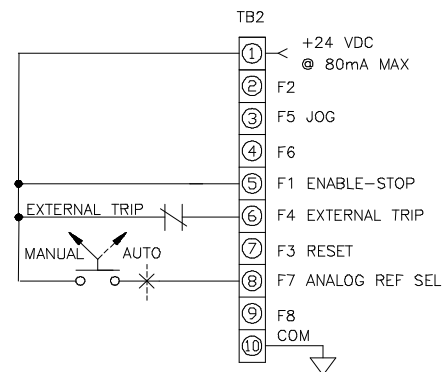 TB2
1 +24 VDC
@ 80mA MAX
2 F2
3 F5 JOG
4 F6
5 F1 ENABLE-STOP
EXTERNAL TRIP 6 F4 EXTERNAL TRIP
7 F3 RESET
MANUAL AUTO
8 F7 ANALOG REF SEL
9 F8
10 COM